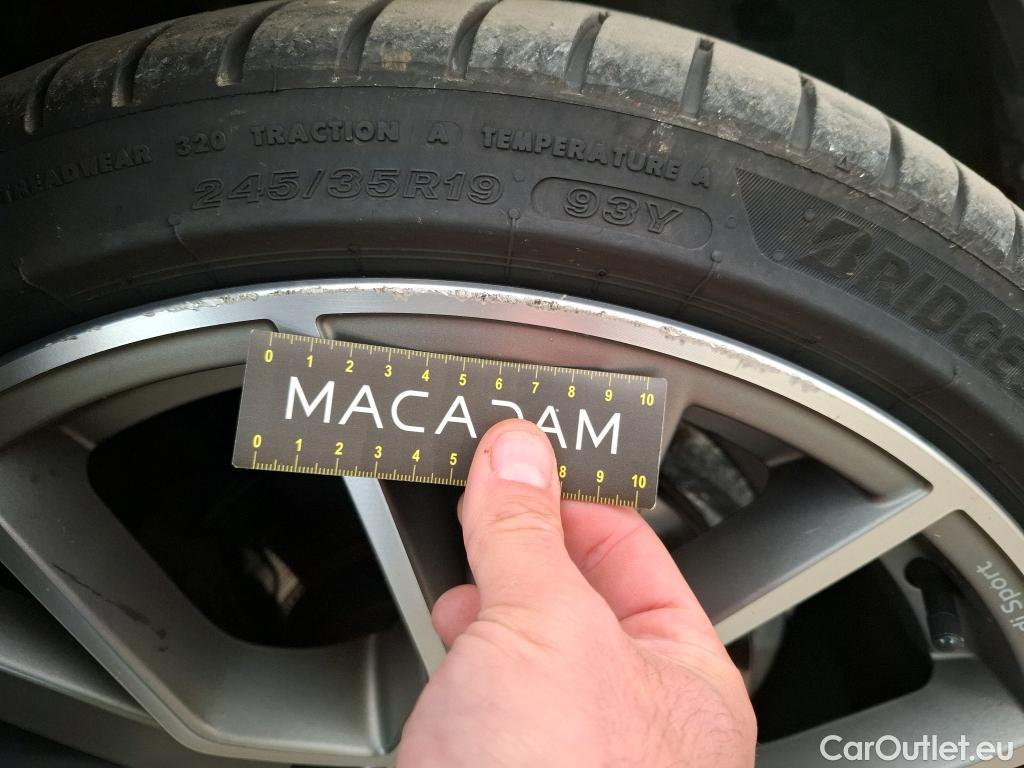 TREADWEAR 320 TRACTION A TEMPERATURE A
245/35R19 93Y
BRIDGE
0 1 2 3 4 5 6 7 8 9 10
MACADAM
0 1 2 3 4 5 8 9 10
di Sport
CarOutlet.eu